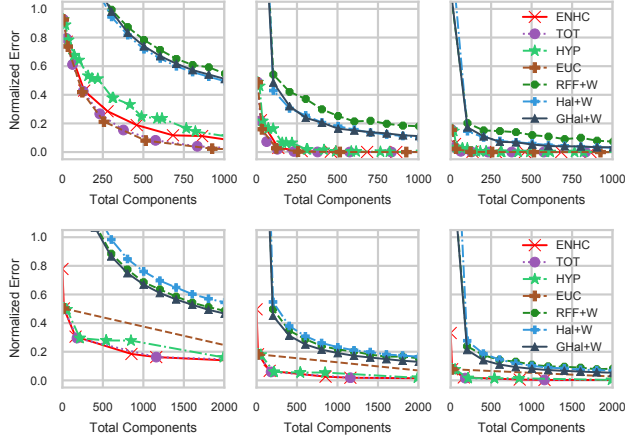 1.0
0.8
0.6
0.4
0.2
0.0
Normalized Error
0 250 500 750 1000
Total Components
0 250 500 750 1000
Total Components
0 250 500 750 1000
Total Components
ENHC
TOT
HYP
EUC
RFF+W
Hal+W
GHal+W
1.0
0.8
0.6
0.4
0.2
0.0
Normalized Error
0 500 1000 1500 2000
Total Components
0 500 1000 1500 2000
Total Components
0 500 1000 1500 2000
Total Components
ENHC
TOT
HYP
EUC
RFF+W
Hal+W
GHal+W